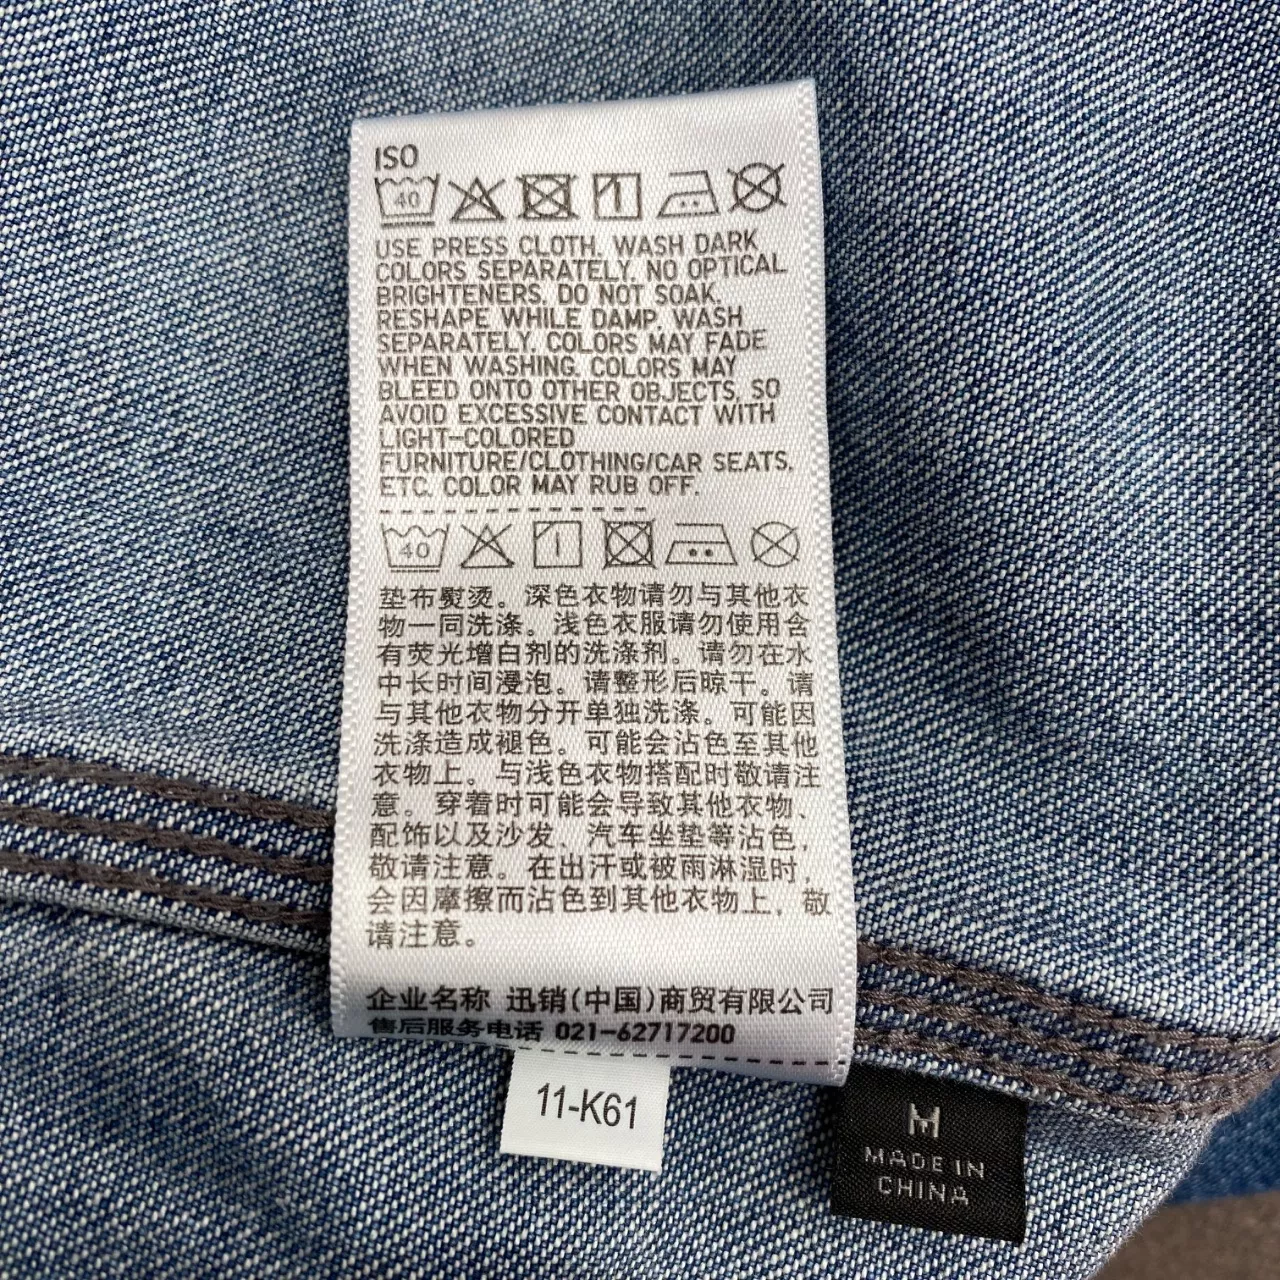 ISO
40
USE PRESS CLOTH, WASH DARK
COLORS SEPARATELY. NO OPTICAL
BRIGHTENERS. DO NOT SOAK.
RESHAPE WHILE DAMP, WASH
SEPARATELY. COLORS MAY FADE
WHEN WASHING. COLORS MAY
BLEED ONTO OTHER OBJECTS, SO
AVOID EXCESSIVE CONTACT WITH
LIGHT-COLORED
FURNITURE/CLOTHING/CAR SEATS,
ETC. COLOR MAY RUB OFF.
40
垫布熨烫。深色衣物请勿与其他衣
物一同洗涤。浅色衣服请勿使用含
有荧光增白剂的洗涤剂。请勿在水
中长时间浸泡。请整形后晾干。请
与其他衣物分开单独洗涤。可能因
洗涤造成褪色。可能会沾色至其他
衣物上。与浅色衣物搭配时敬请注
意。穿着时可能会导致其他衣物、
配饰以及沙发、汽车坐垫等沾色,
敬请注意。在出汗或被雨淋湿时,
会因摩擦而沾色到其他衣物上,敬
请注意。
企业名称 迅销(中国)商贸有限公司
售后服务电话 021-62717200
11-K61
M
MADE IN
CHINA